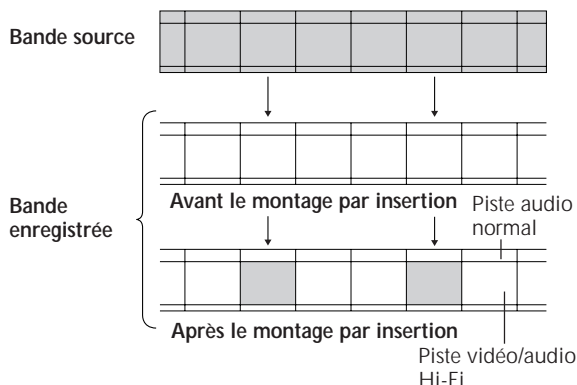 Bande source
Avant le montage par insertion
Bande
enregistrée
Piste audio
normal
Après le montage par insertion
Piste vidéo/audio
Hi-Fi